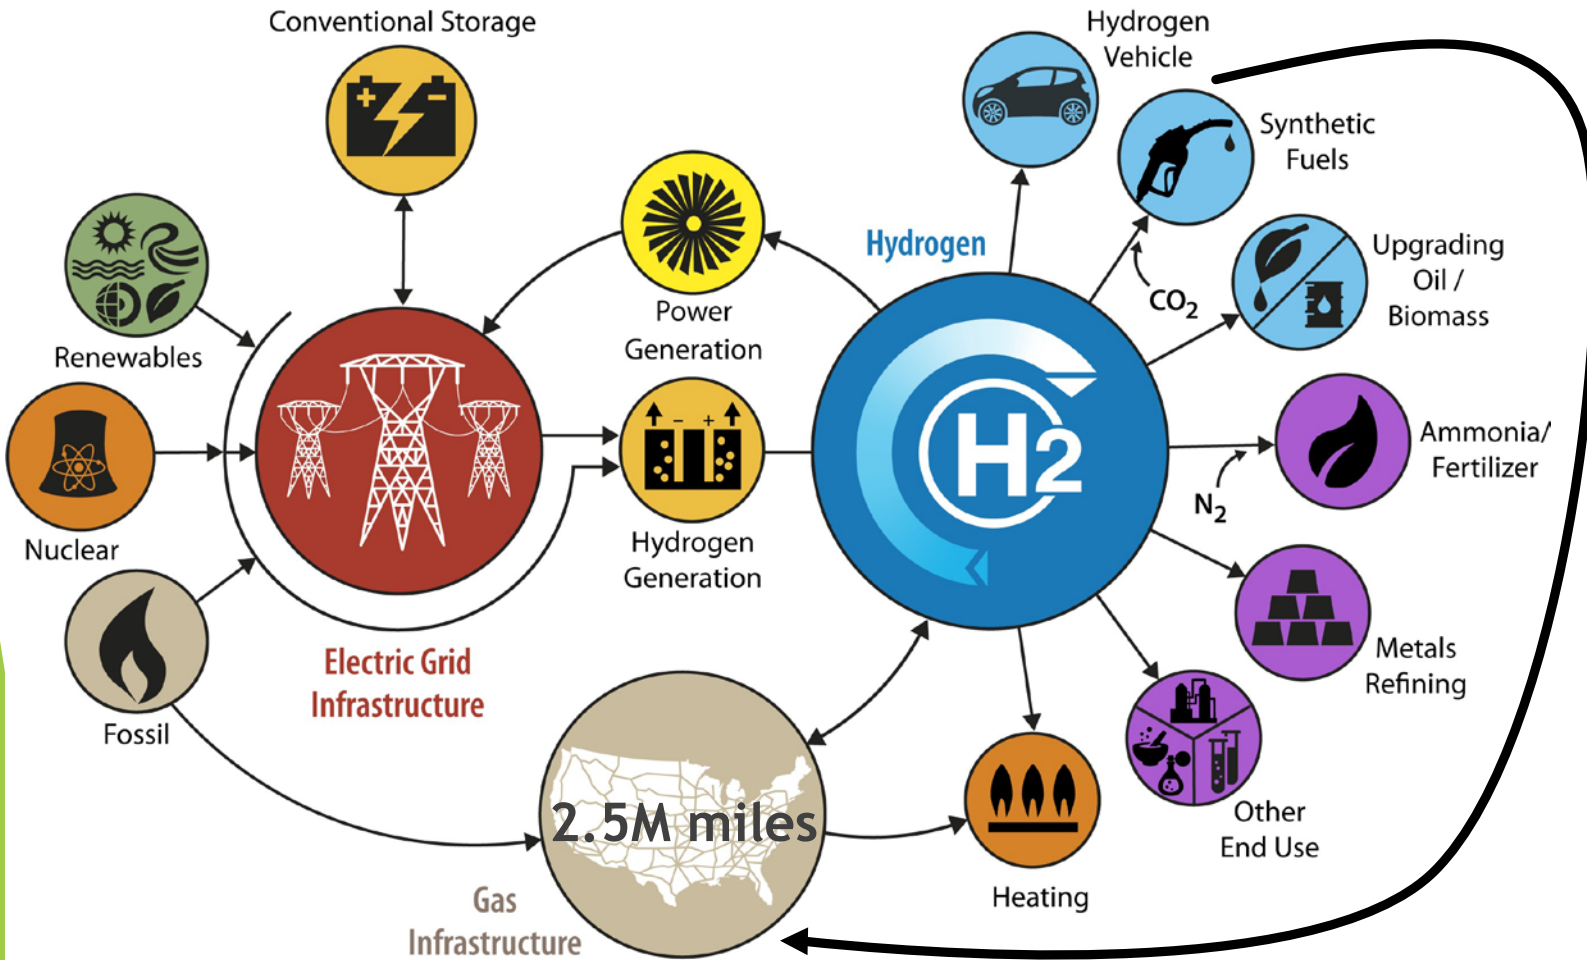 Conventional Storage
+ −
Hydrogen
Vehicle
Synthetic
Fuels
Renewables
Power
Generation
Hydrogen
CO₂
Upgrading
Oil /
Biomass
H2
− +
Nuclear
Hydrogen
Generation
N₂
Ammonia/
Fertilizer
Metals
Refining
Fossil
Electric Grid
Infrastructure
2.5M miles
Gas
Infrastructure
Heating
Other
End Use